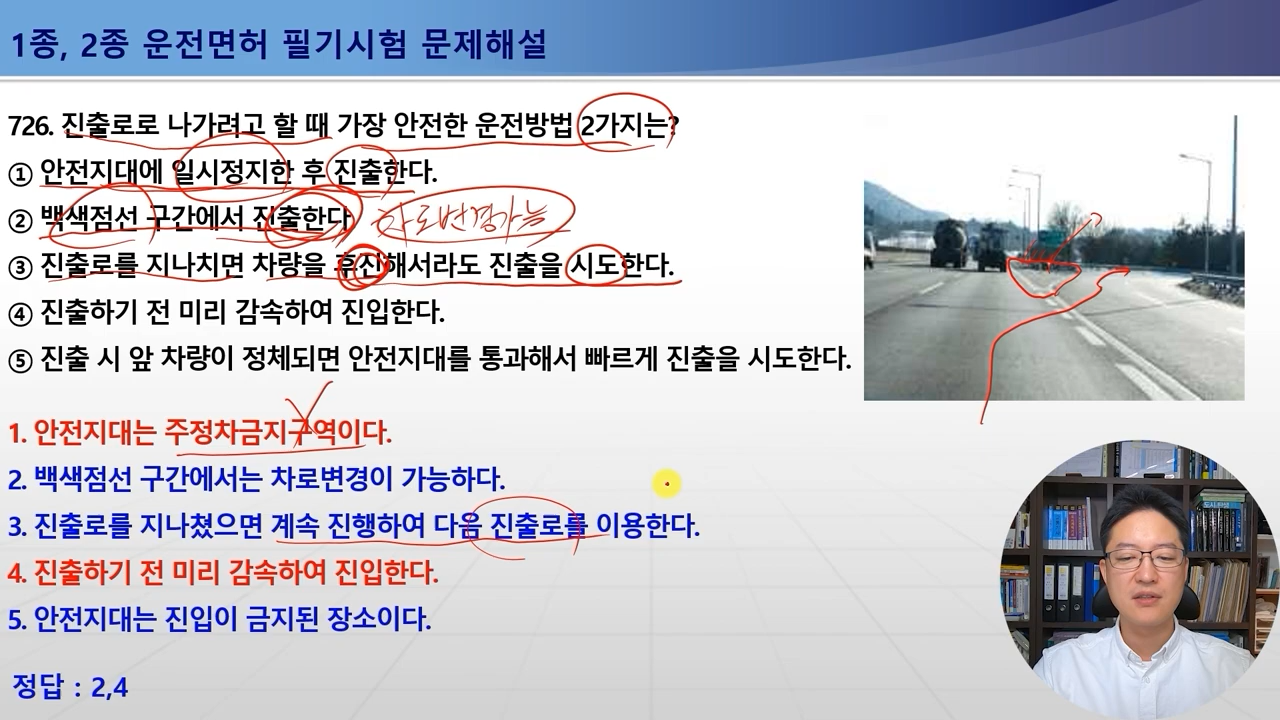 1종, 2종 운전면허 필기시험 문제해설
726. 진출로로 나가려고 할 때 가장 안전한 운전방법 2가지는?
① 안전지대에 일시정지한 후 진출한다.
② 백색점선 구간에서 진출한다. 차로변경가능
③ 진출로를 지나치면 차량을 후진해서라도 진출을 시도한다.
④ 진출하기 전 미리 감속하여 진입한다.
⑤ 진출 시 앞 차량이 정체되면 안전지대를 통과해서 빠르게 진출을 시도한다.
1. 안전지대는 주정차금지구역이다.
2. 백색점선 구간에서는 차로변경이 가능하다.
3. 진출로를 지나쳤으면 계속 진행하여 다음 진출로를 이용한다.
4. 진출하기 전 미리 감속하여 진입한다.
5. 안전지대는 진입이 금지된 장소이다.
정답 : 2,4